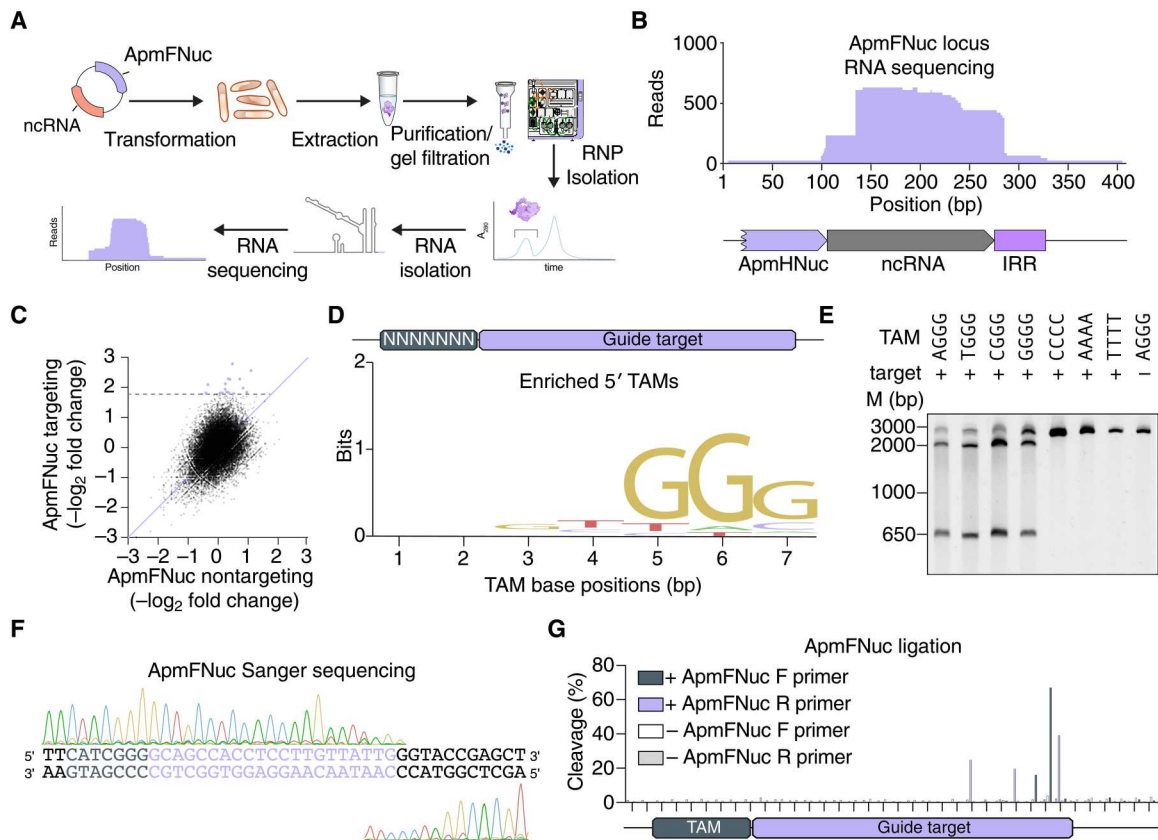 A
ApmFNuc
ncRNA
Transformation
Extraction
Purification/
gel filtration
RNP
Isolation
Reads
Position
RNA
sequencing
RNA
isolation
A280
time
B
ApmFNuc locus
RNA sequencing
Reads
1000
500
0
1 50 100 150 200 250 300 350 400
Position (bp)
ApmHNuc
ncRNA
IRR
C
ApmFNuc targeting
(–log2 fold change)
3
2
1
0
–1
–2
–3
–3 –2 –1 0 1 2 3
ApmFNuc nontargeting
(–log2 fold change)
D
NNNNNNN Guide target
Enriched 5′ TAMs
Bits
2
1
0
G G G
1 2 3 4 5 6 7
TAM base positions (bp)
E
TAM AGGG TGGG CGGG GGGG CCCC AAAA TTTT AGGG
target + + + + + + + –
M (bp)
3000
2000
1000
650
F
ApmFNuc Sanger sequencing
5' TTCATCGGGGGCAGCCACCTCCTTGTTATTGGGTACCGAGCT 3'
3' AAGTAGCCCCCGTCGGTGGAGGAACAATAACCCATGGCTCGA 5'
G
ApmFNuc ligation
Cleavage (%)
80
60
40
20
0
+ ApmFNuc F primer
+ ApmFNuc R primer
– ApmFNuc F primer
– ApmFNuc R primer
TAM Guide target